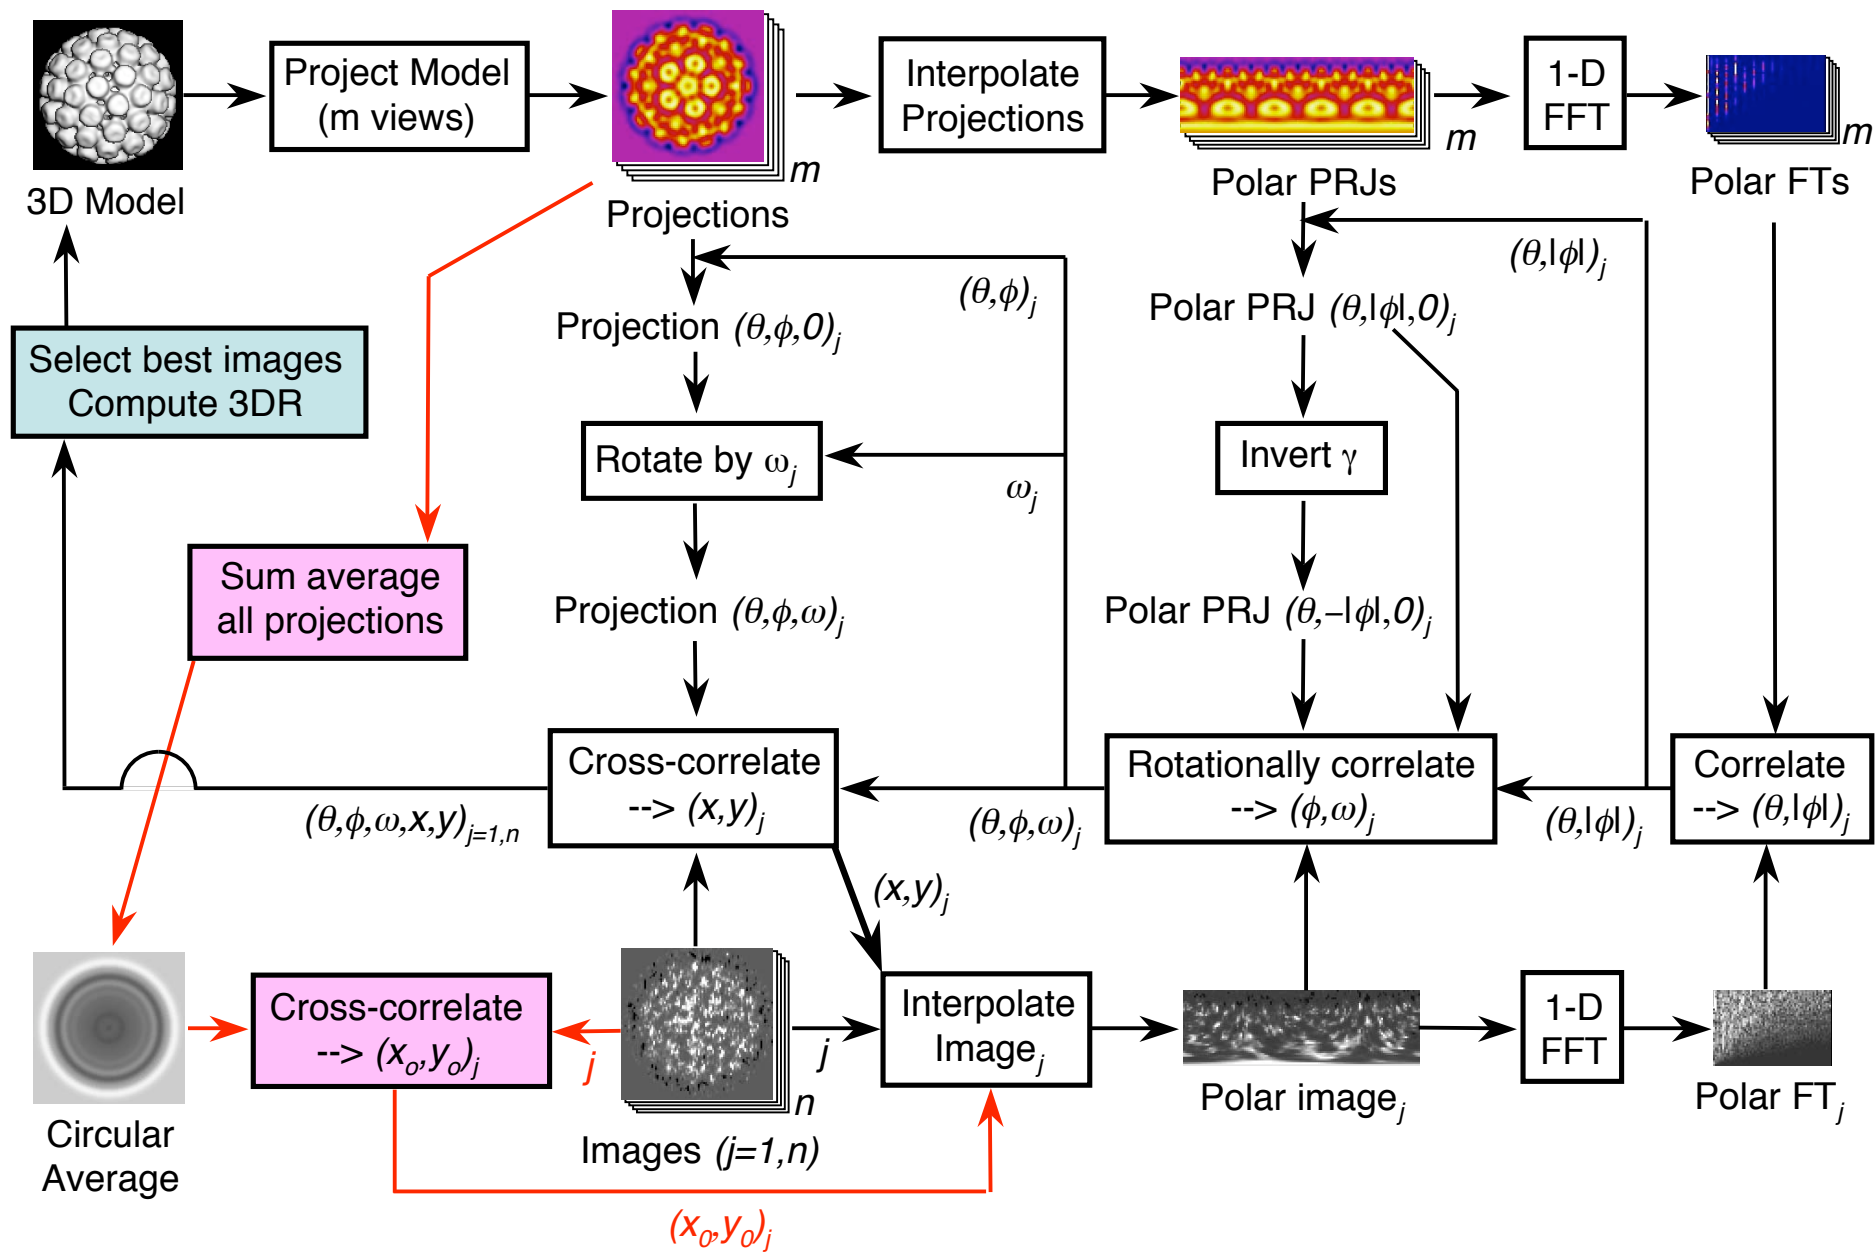 Project Model
(m views)
Interpolate
Projections
1-D
FFT
m
m
m
3D Model
Projections
Polar PRJs
Polar FTs
(θ,ϕ)j
(θ,|ϕ|)j
Projection (θ,ϕ,0)j
Polar PRJ (θ,|ϕ|,0)j
Select best images
Compute 3DR
Rotate by ωj
ωj
Invert γ
Sum average
all projections
Projection (θ,ϕ,ω)j
Polar PRJ (θ,–|ϕ|,0)j
Cross-correlate
--> (x,y)j
Rotationally correlate
--> (ϕ,ω)j
Correlate
--> (θ,|ϕ|)j
(θ,ϕ,ω,x,y)j=1,n
(θ,ϕ,ω)j
(θ,|ϕ|)j
(x,y)j
Cross-correlate
--> (xo,yo)j
j
j
n
Interpolate
Imagej
1-D
FFT
Circular
Average
Images (j=1,n)
Polar imagej
Polar FTj
(x0,y0)j